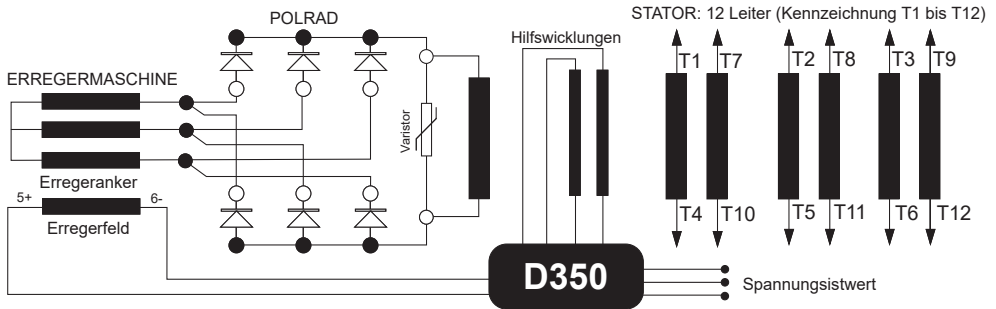 POLRAD
STATOR: 12 Leiter (Kennzeichnung T1 bis T12)
Hilfswicklungen
T1 T7 T2 T8 T3 T9
ERREGERMASCHINE
Varistor
Erregeranker
5+ 6-
Erregerfeld
T4 T10 T5 T11 T6 T12
D350
Spannungsistwert